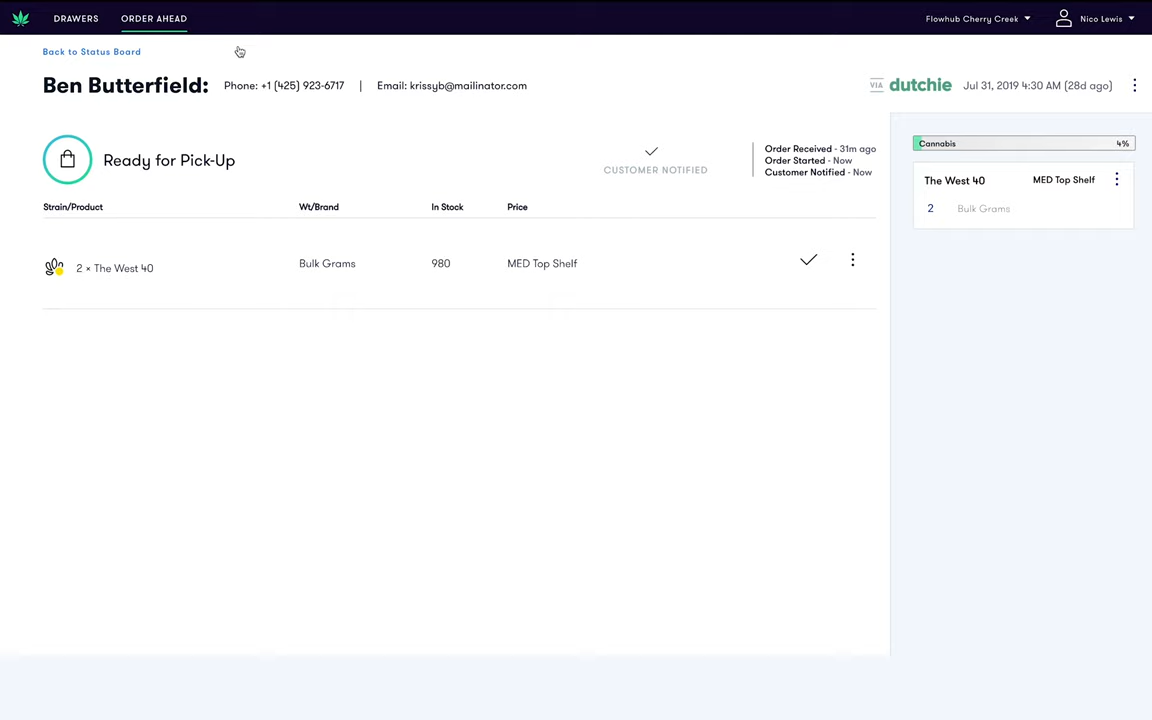 DRAWERS ORDER AHEAD Flowhub Cherry Creek Nico Lewis
Back to Status Board
Ben Butterfield: Phone: +1 (425) 923-6717 | Email: krissyb@mailinator.com VIA dutchie Jul 31, 2019 4:30 AM (28d ago)
Ready for Pick-Up
CUSTOMER NOTIFIED
Order Received - 31m ago
Order Started - Now
Customer Notified - Now
Strain/Product Wt/Brand In Stock Price
2 × The West 40 Bulk Grams 980 MED Top Shelf
Cannabis 4%
The West 40 MED Top Shelf
2 Bulk Grams